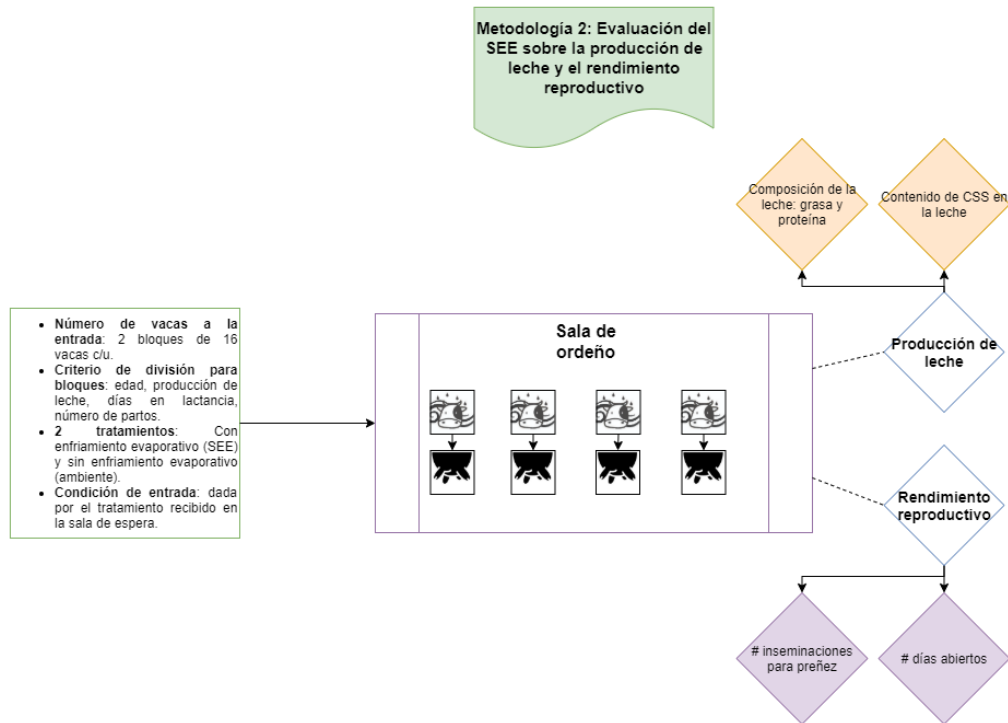 Metodología 2: Evaluación del
SEE sobre la producción de
leche y el rendimiento
reproductivo
Composición de la
leche: grasa y
proteína
Contenido de CSS en
la leche
• Número de vacas a la
entrada: 2 bloques de 16
vacas c/u.
• Criterio de división para
bloques: edad, producción de
leche, días en lactancia,
número de partos.
• 2 tratamientos: Con
enfriamiento evaporativo (SEE)
y sin enfriamiento evaporativo
(ambiente).
• Condición de entrada: dada
por el tratamiento recibido en
la sala de espera.
Sala de
ordeño
Producción de
leche
Rendimiento
reproductivo
# inseminaciones
para preñez
# días abiertos